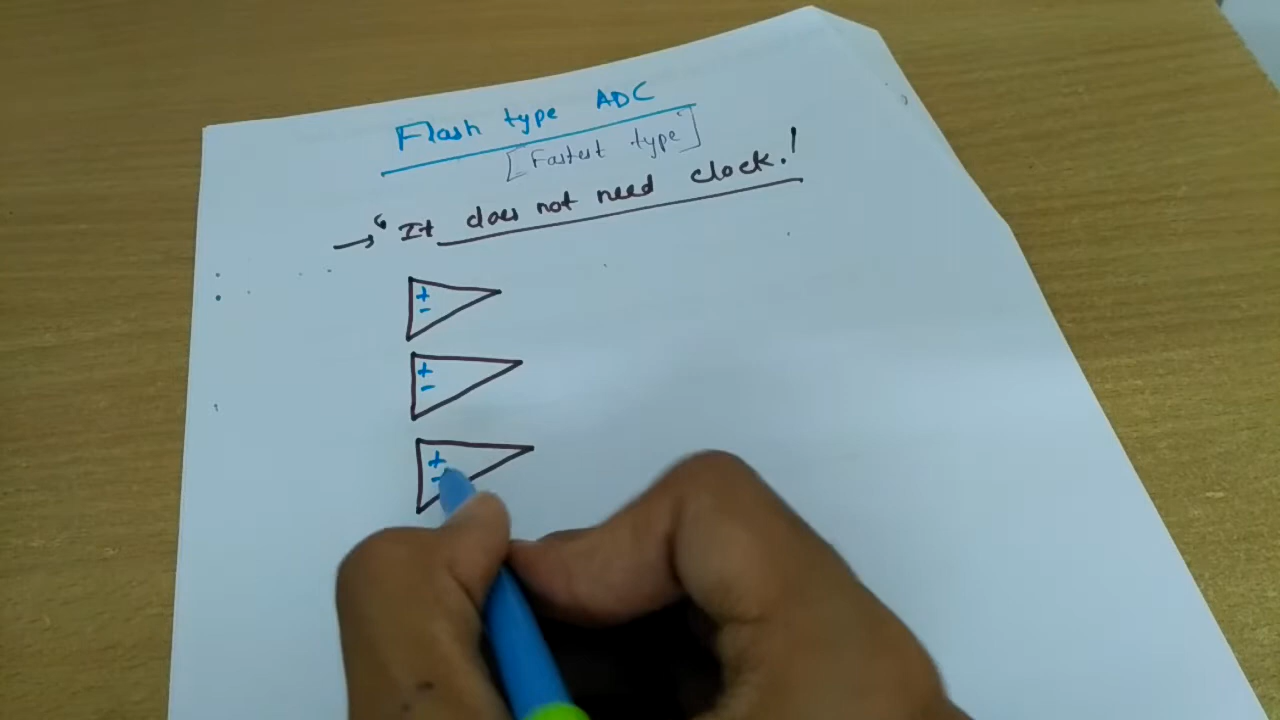 Flash type ADC
[Fastest type]
→ “It does not need clock.!
+
-
+
-
+
-